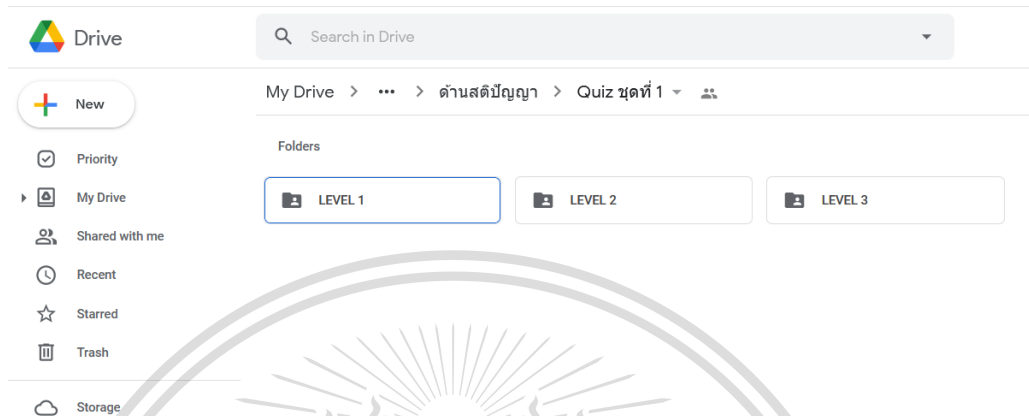 Drive
Search in Drive
New
My Drive > ••• > ด้านสติปัญญา > Quiz ชุดที่ 1
Folders
Priority
My Drive
LEVEL 1 LEVEL 2 LEVEL 3
Shared with me
Recent
Starred
Trash
Storage